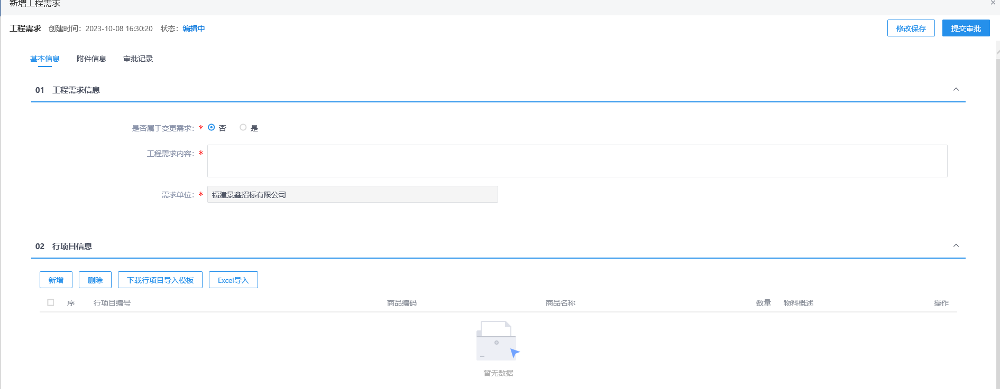 新增工程需求
工程需求 创建时间：2023-10-08 16:30:20 状态：编辑中 修改保存 提交审批
基本信息 附件信息 审批记录
01 工程需求信息
是否属于变更需求：* 否 是
工程需求内容：*
需求单位：* 福建景鑫招标有限公司
02 行项目信息
新增 删除 下载行项目导入模板 Excel导入
序 行项目编号 商品编码 商品名称 数量 物料概述 操作
暂无数据